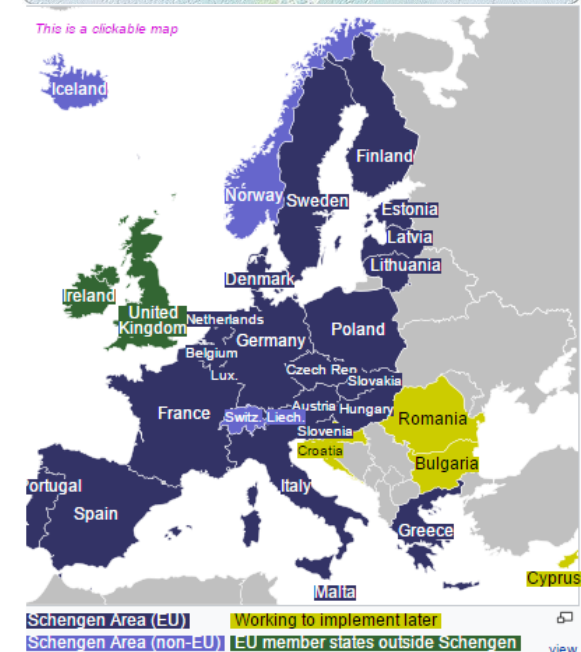 This is a clickable map
Iceland
Finland
Norway
Sweden
Estonia
Latvia
Lithuania
Denmark
Ireland
United
Kingdom
Netherlands
Poland
Germany
Belgium
Czech Rep.
Lux.
Slovakia
France
Switz.
Liech.
Austria
Hungary
Romania
Slovenia
Croatia
Bulgaria
ortugal
Italy
Spain
Greece
Cyprus
Malta
Schengen Area (EU)
Working to implement later
Schengen Area (non-EU)
EU member states outside Schengen
view